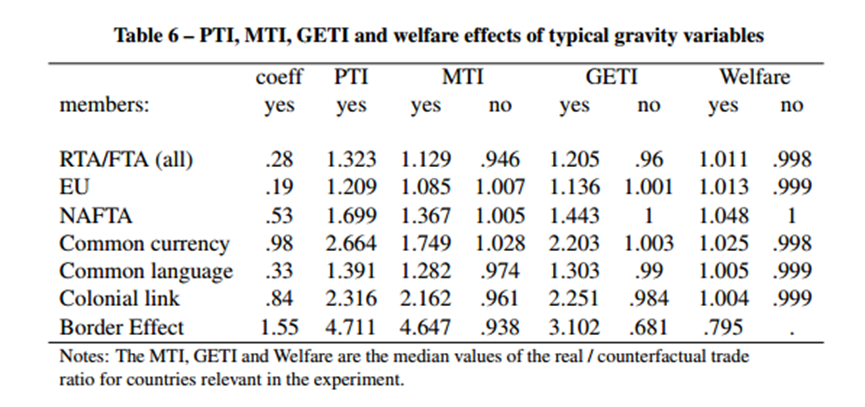 Table 6 – PTI, MTI, GETI and welfare effects of typical gravity variables
coeff PTI MTI GETI Welfare
members: yes yes yes no yes no yes no
RTA/FTA (all) .28 1.323 1.129 .946 1.205 .96 1.011 .998
EU .19 1.209 1.085 1.007 1.136 1.001 1.013 .999
NAFTA .53 1.699 1.367 1.005 1.443 1 1.048 1
Common currency .98 2.664 1.749 1.028 2.203 1.003 1.025 .998
Common language .33 1.391 1.282 .974 1.303 .99 1.005 .999
Colonial link .84 2.316 2.162 .961 2.251 .984 1.004 .999
Border Effect 1.55 4.711 4.647 .938 3.102 .681 .795 .
Notes: The MTI, GETI and Welfare are the median values of the real / counterfactual trade
ratio for countries relevant in the experiment.